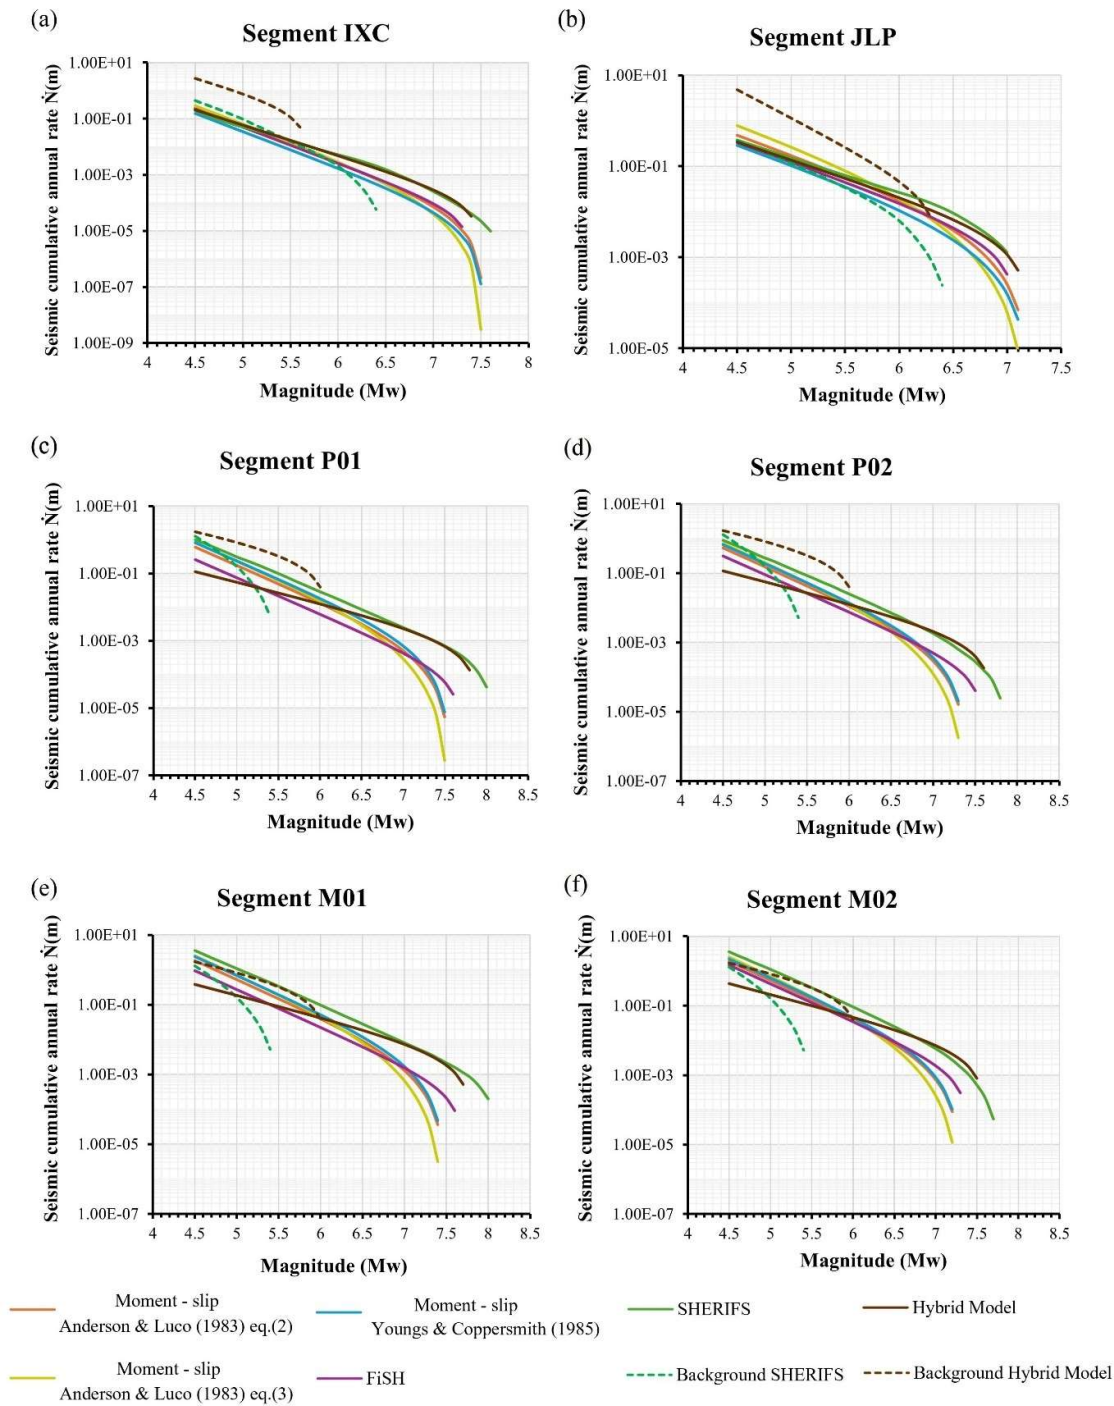 (a)
Segment IXC
Seismic cumulative annual rate Ṅ(m)
1.00E+01
1.00E-01
1.00E-03
1.00E-05
1.00E-07
1.00E-09
4 4.5 5 5.5 6 6.5 7 7.5 8
Magnitude (Mw)
(b)
Segment JLP
Seismic cumulative annual rate Ṅ(m)
1.00E+01
1.00E-01
1.00E-03
1.00E-05
4 4.5 5 5.5 6 6.5 7 7.5
Magnitude (Mw)
(c)
Segment P01
Seismic cumulative annual rate Ṅ(m)
1.00E+01
1.00E-01
1.00E-03
1.00E-05
1.00E-07
4 4.5 5 5.5 6 6.5 7 7.5 8 8.5
Magnitude (Mw)
(d)
Segment P02
Seismic cumulative annual rate Ṅ(m)
1.00E+01
1.00E-01
1.00E-03
1.00E-05
1.00E-07
4 4.5 5 5.5 6 6.5 7 7.5 8 8.5
Magnitude (Mw)
(e)
Segment M01
Seismic cumulative annual rate Ṅ(m)
1.00E+01
1.00E-01
1.00E-03
1.00E-05
1.00E-07
4 4.5 5 5.5 6 6.5 7 7.5 8 8.5
Magnitude (Mw)
(f)
Segment M02
Seismic cumulative annual rate Ṅ(m)
1.00E+01
1.00E-01
1.00E-03
1.00E-05
1.00E-07
4 4.5 5 5.5 6 6.5 7 7.5 8 8.5
Magnitude (Mw)
Moment - slip
Anderson & Luco (1983) eq.(2)
Moment - slip
Youngs & Coppersmith (1985)
SHERIFS
Hybrid Model
Moment - slip
Anderson & Luco (1983) eq.(3)
FiSH
Background SHERIFS
Background Hybrid Model